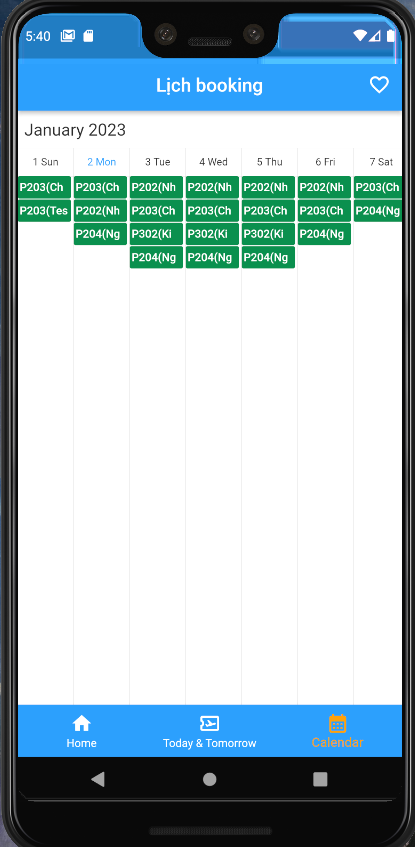 5:40
Lịch booking
January 2023
1 Sun 2 Mon 3 Tue 4 Wed 5 Thu 6 Fri 7 Sat
P203(Ch P203(Ch P202(Nh P202(Nh P202(Nh P202(Nh P203(Ch
P203(Tes P202(Nh P203(Ch P203(Ch P203(Ch P203(Ch P204(Ng
P204(Ng P302(Ki P302(Ki P302(Ki P204(Ng
P204(Ng P204(Ng P204(Ng
Home Today & Tomorrow Calendar